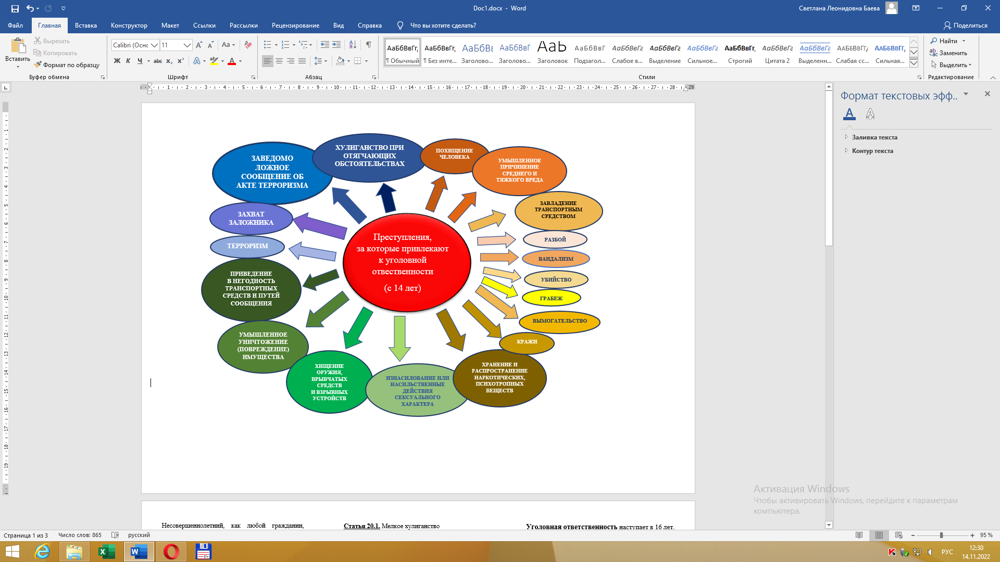 Doc1.docx - Word
Светлана Леонидовна Баева
Файл
Главная
Вставка
Конструктор
Макет
Ссылки
Рассылки
Рецензирование
Вид
Справка
Что вы хотите сделать?
Поделиться
Вставить
Вырезать
Копировать
Формат по образцу
Буфер обмена
Calibri (Оснс
11
Шрифт
Абзац
АаБбВвГг,
АаБбВвГг,
АаБбВв
АаБбВвГ
Aab
АаБбВвГ
АаБбВвГг
АаБбВвГг
АаБбВвГг
АаБбВвГг,
АаБбВвГг
АаБбВвГг
ААБбВвГгД
ААБбВвГг,
¶ Обычный
¶ Без инте...
Заголово...
Заголово...
Заголовок
Подзагол...
Слабое в...
Выделение
Сильное...
Строгий
Цитата 2
Выделенн...
Слабая сс...
Сильная...
Стили
Найти
Заменить
Выделить
Редактирование
Формат текстовых эфф..
Заливка текста
Контур текста
ЗАВЕДОМО
ЛОЖНОЕ
СООБЩЕНИЕ ОБ
АКТЕ ТЕРРОРИЗМА
ХУЛИГАНСТВО ПРИ
ОТЯГЧАЮЩИХ
ОБСТОЯТЕЛЬСТВАХ
ПОХИЩЕНИЕ
ЧЕЛОВЕКА
УМЫШЛЕННОЕ
ПРИЧИНЕНИЕ
СРЕДНЕГО И
ТЯЖКОГО ВРЕДА
ЗАВЛАДЕНИЕ
ТРАНСПОРТНЫМ
СРЕДСТВОМ
РАЗБОЙ
ВАНДАЛИЗМ
УБИЙСТВО
ГРАБЕЖ
ВЫМОГАТЕЛЬСТВО
КРАЖИ
ХРАНЕНИЕ И
РАСПРОСТРАНЕНИЕ
НАРКОТИЧЕСКИХ,
ПСИХОТРОПНЫХ
ВЕЩЕСТВ
ИЗНАСИЛОВАНИЕ ИЛИ
НАСИЛЬСТВЕННЫЕ
ДЕЙСТВИЯ
СЕКСУАЛЬНОГО
ХАРАКТЕРА
ХИЩЕНИЕ
ОРУЖИЯ,
ВРЫВЧАТЫХ
СРЕДСТВ
И ВЗРЫВНЫХ
УСТРОЙСТВ
УМЫШЛЕННОЕ
УНИЧТОЖЕНИЕ
(ПОВРЕЖДЕНИЕ)
ИМУЩЕСТВА
ПРИВЕДЕНИЕ
В НЕГОДНОСТЬ
ТРАНСПОРТНЫХ
СРЕДСТВ И ПУТЕЙ
СООБЩЕНИЯ
ТЕРРОРИЗМ
ЗАХВАТ
ЗАЛОЖНИКА
Преступления,
за которые привлекают
к уголовной
отвественности
(с 14 лет)
Несовершеннолетний, как любой гражданин,
Статья 20.1. Мелкое хулиганство
Уголовная ответственность наступает в 16 лет.
Активация Windows
Чтобы активировать Windows, перейдите к параметрам
компьютера.
Страница 1 из 3
Число слов: 865
русский
95 %
РУС
12:30
14.11.2022